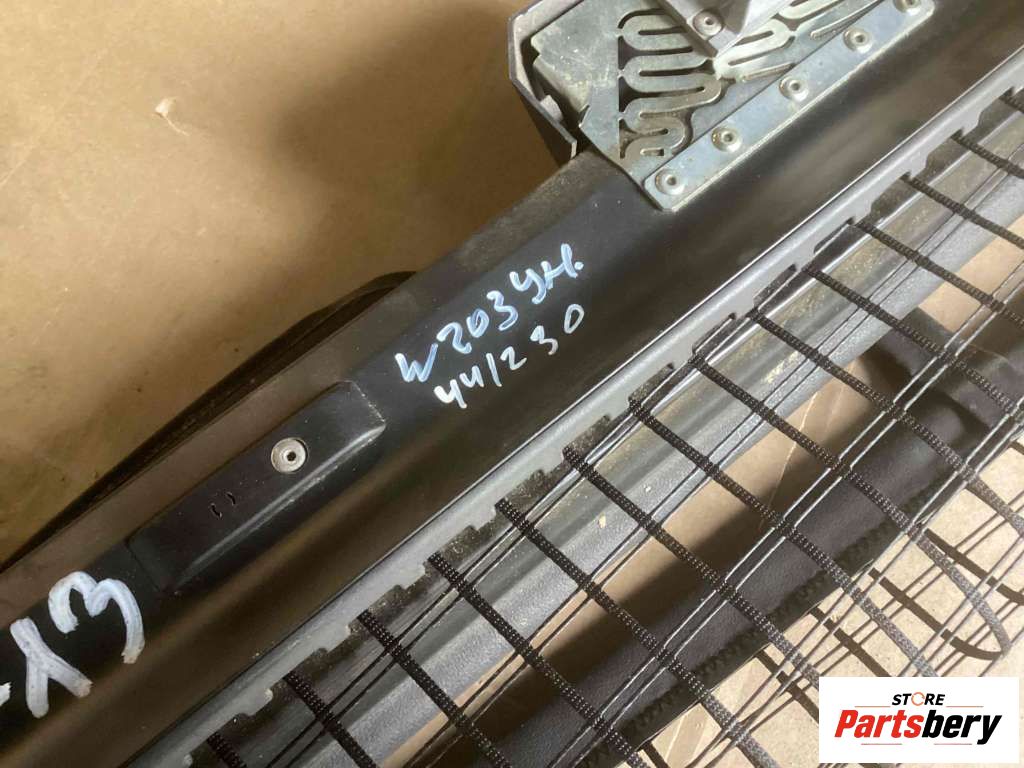 W203 УН.
44/230
STORE
Partsbery